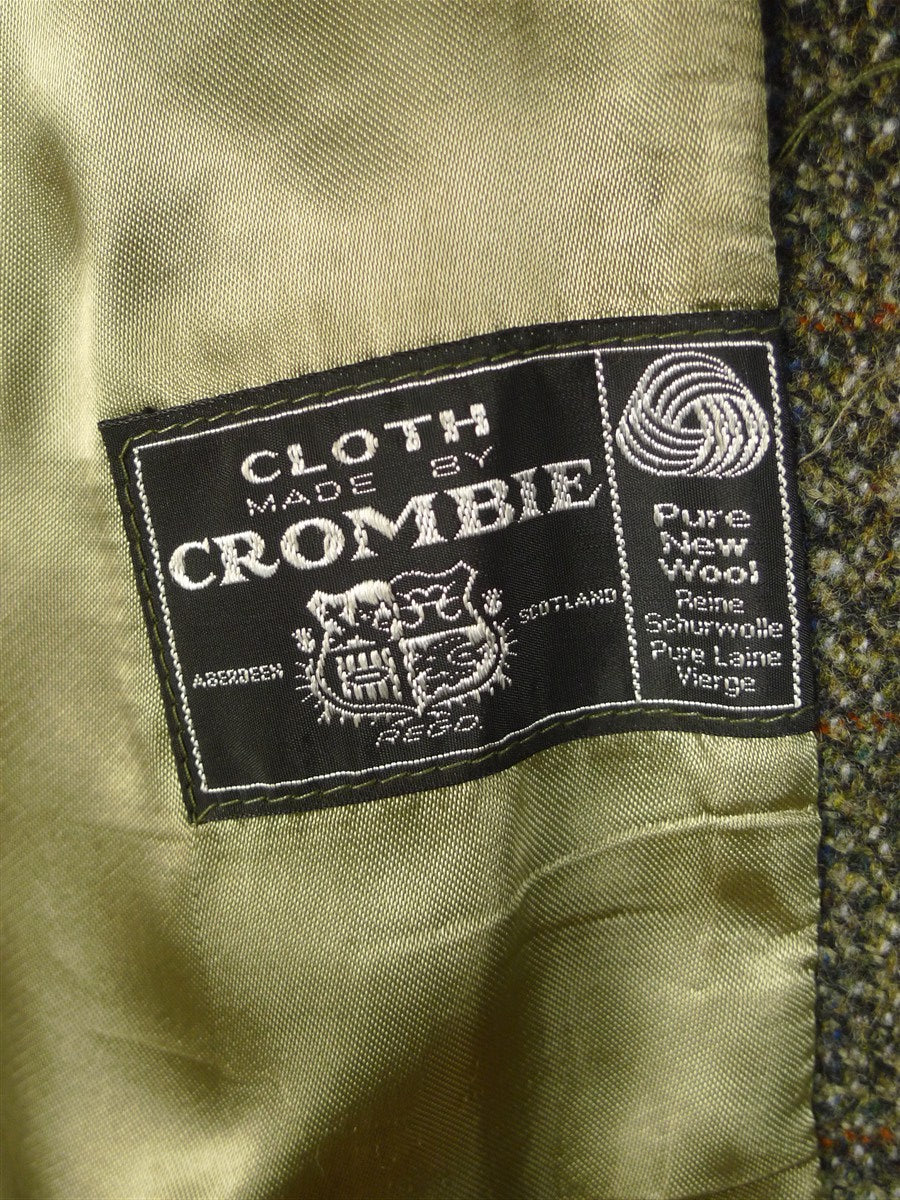 CLOTH
MADE BY
CROMBIE
ABERDEEN
SCOTLAND
REGD.
Pure
New
Wool
Reine
Schurwolle
Pure Laine
Vierge